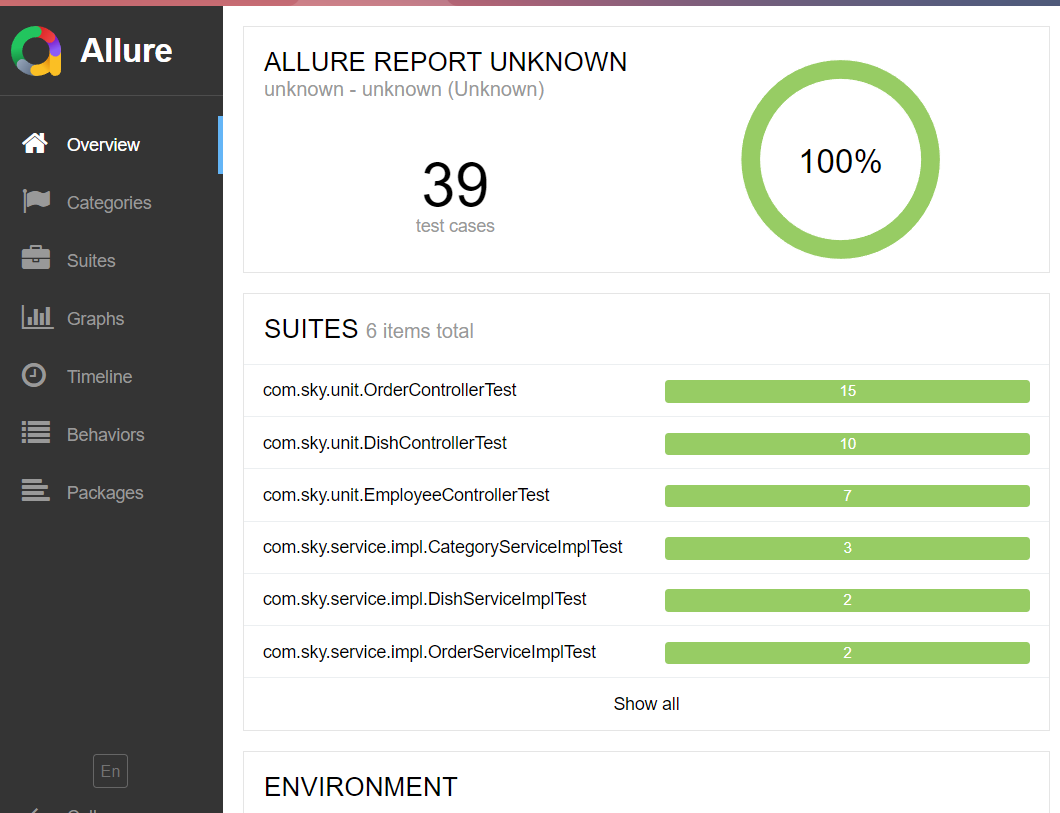 Allure
Overview
Categories
Suites
Graphs
Timeline
Behaviors
Packages
En
ALLURE REPORT UNKNOWN
unknown - unknown (Unknown)
39
test cases
100%
SUITES 6 items total
com.sky.unit.OrderControllerTest 15
com.sky.unit.DishControllerTest 10
com.sky.unit.EmployeeControllerTest 7
com.sky.service.impl.CategoryServiceImplTest 3
com.sky.service.impl.DishServiceImplTest 2
com.sky.service.impl.OrderServiceImplTest 2
Show all
ENVIRONMENT